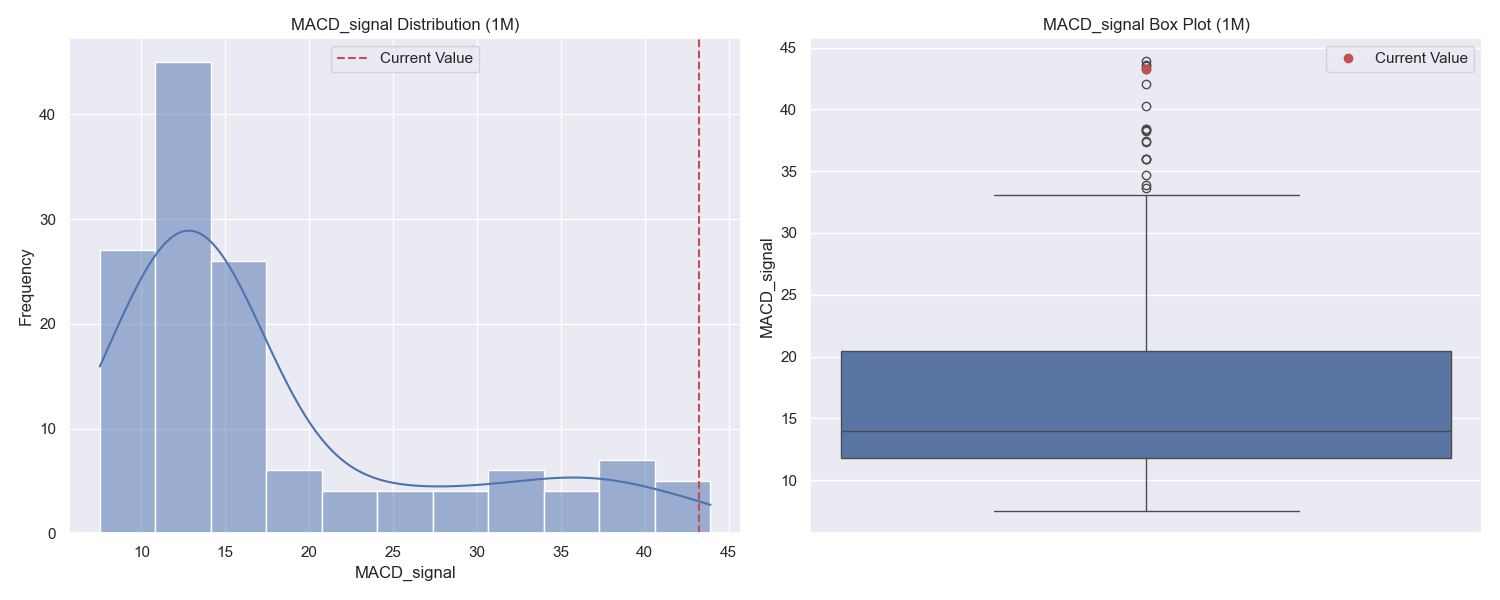 MACD_signal Distribution (1M)
Current Value
Frequency
40
30
20
10
0
10 15 20 25 30 35 40 45
MACD_signal
MACD_signal Box Plot (1M)
Current Value
MACD_signal
45
40
35
30
25
20
15
10